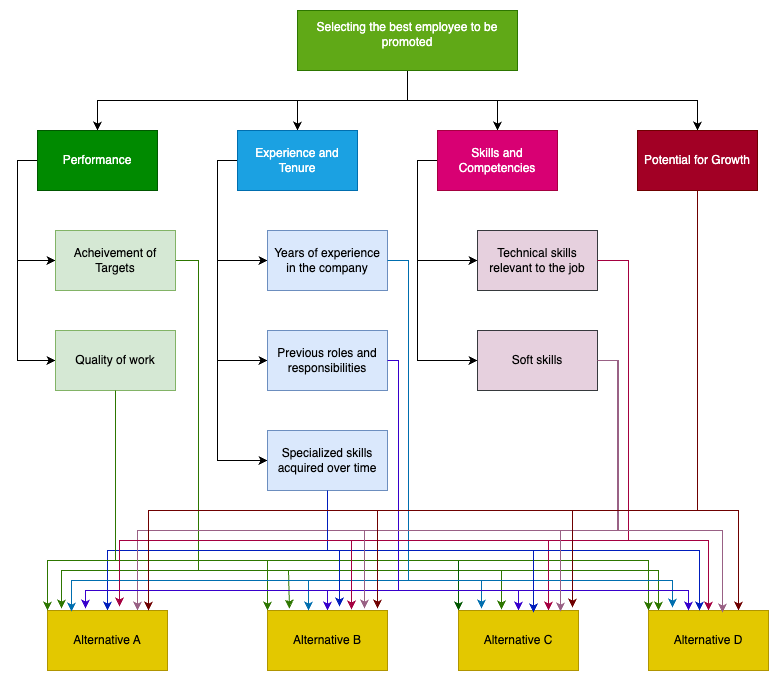 Selecting the best employee to be
promoted
Performance
Experience and
Tenure
Skills and
Competencies
Potential for Growth
Acheivement of
Targets
Years of experience
in the company
Technical skills
relevant to the job
Quality of work
Previous roles and
responsibilities
Soft skills
Specialized skills
acquired over time
Alternative A
Alternative B
Alternative C
Alternative D